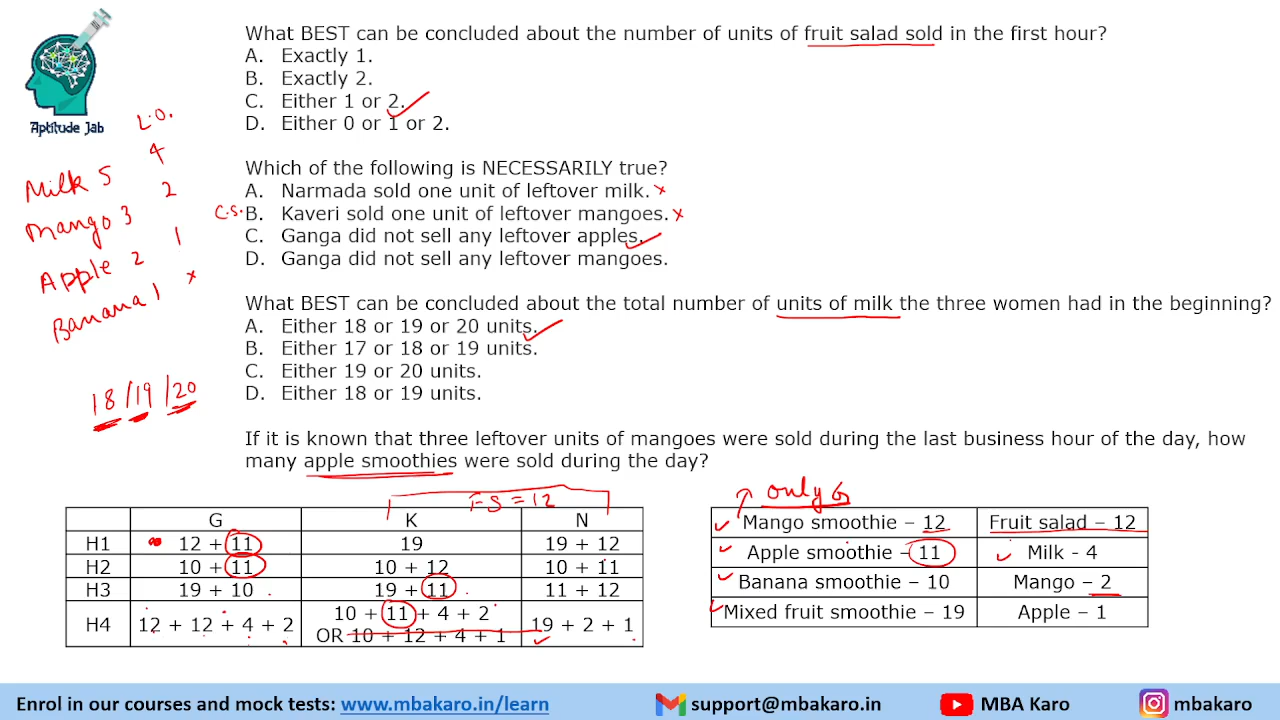 What BEST can be concluded about the number of units of fruit salad sold in the first hour?
A. Exactly 1.
B. Exactly 2.
C. Either 1 or 2.
D. Either 0 or 1 or 2.
Aptitude Jab
L.O.
Milk 5 4
Mango 3 2
Apple 2 1
Banana 1 x
Which of the following is NECESSARILY true?
A. Narmada sold one unit of leftover milk. x
C.S. B. Kaveri sold one unit of leftover mangoes. x
C. Ganga did not sell any leftover apples.
D. Ganga did not sell any leftover mangoes.
What BEST can be concluded about the total number of units of milk the three women had in the beginning?
A. Either 18 or 19 or 20 units.
B. Either 17 or 18 or 19 units.
C. Either 19 or 20 units.
D. Either 18 or 19 units.
18/19/20
If it is known that three leftover units of mangoes were sold during the last business hour of the day, how
many apple smoothies were sold during the day?
FS = 12
G K N
H1 12 + 11 19 19 + 12
H2 10 + 11 10 + 12 10 + 11
H3 19 + 10 19 + 11 11 + 12
H4 12 + 12 + 4 + 2 10 + 11 + 4 + 2 19 + 2 + 1
OR 10 + 12 + 4 + 1
only G
Mango smoothie – 12 Fruit salad – 12
Apple smoothie – 11 Milk - 4
Banana smoothie – 10 Mango – 2
Mixed fruit smoothie – 19 Apple – 1
Enrol in our courses and mock tests: www.mbakaro.in/learn support@mbakaro.in MBA Karo mbakaro